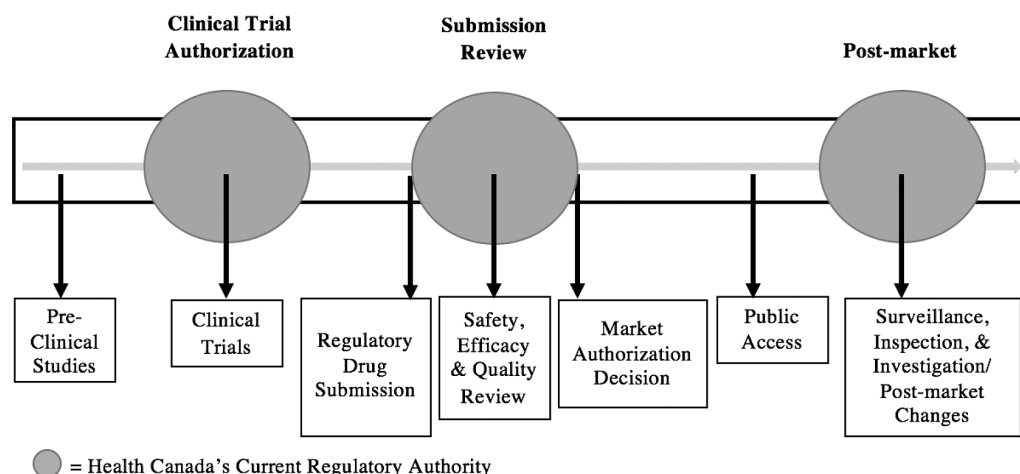 Clinical Trial
Authorization
Submission
Review
Post-market
Pre-
Clinical
Studies
Clinical
Trials
Regulatory
Drug
Submission
Safety,
Efficacy
& Quality
Review
Market
Authorization
Decision
Public
Access
Surveillance,
Inspection, &
Investigation/
Post-market
Changes
= Health Canada's Current Regulatory Authority